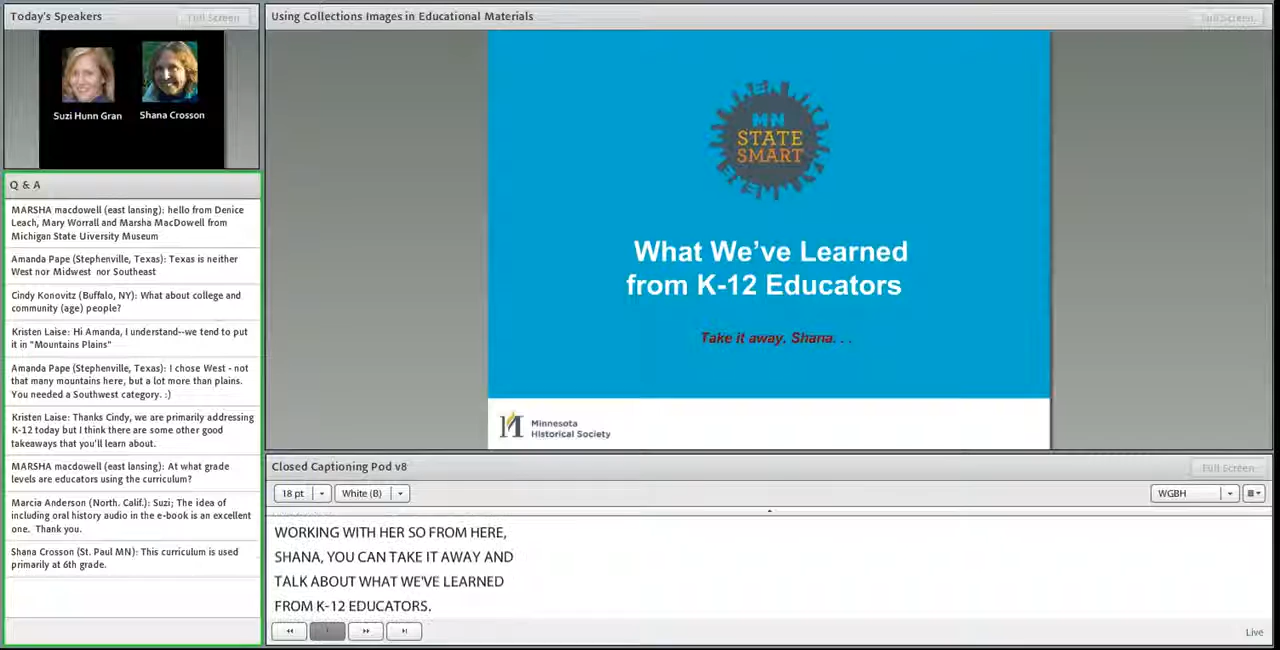 Today's Speakers
Full Screen
Suzi Hunn Gran
Shana Crosson
Q & A
MARSHA macdowell (east lansing): hello from Denice
Leach, Mary Worrall and Marsha MacDowell from
Michigan State Uiversity Museum
Amanda Pape (Stephenville, Texas): Texas is neither
West nor Midwest nor Southeast
Cindy Konovitz (Buffalo, NY): What about college and
community (age) people?
Kristen Laise: Hi Amanda, I understand--we tend to put
it in "Mountains Plains"
Amanda Pape (Stephenville, Texas): I chose West - not
that many mountains here, but a lot more than plains.
You needed a Southwest category. :)
Kristen Laise: Thanks Cindy, we are primarily addressing
K-12 today but I think there are some other good
takeaways that you'll learn about.
MARSHA macdowell (east lansing): At what grade
levels are educators using the curriculum?
Marcia Anderson (North. Calif.): Suzi; The idea of
including oral history audio in the e-book is an excellent
one. Thank you.
Shana Crosson (St. Paul MN): This curriculum is used
primarily at 6th grade.
Using Collections Images in Educational Materials
Full Screen
MN
STATE
SMART
What We've Learned
from K-12 Educators
Take it away, Shana. . .
Minnesota
Historical Society
Closed Captioning Pod v8
Full Screen
18 pt
White (B)
WGBH
WORKING WITH HER SO FROM HERE,
SHANA, YOU CAN TAKE IT AWAY AND
TALK ABOUT WHAT WE'VE LEARNED
FROM K-12 EDUCATORS.
Live